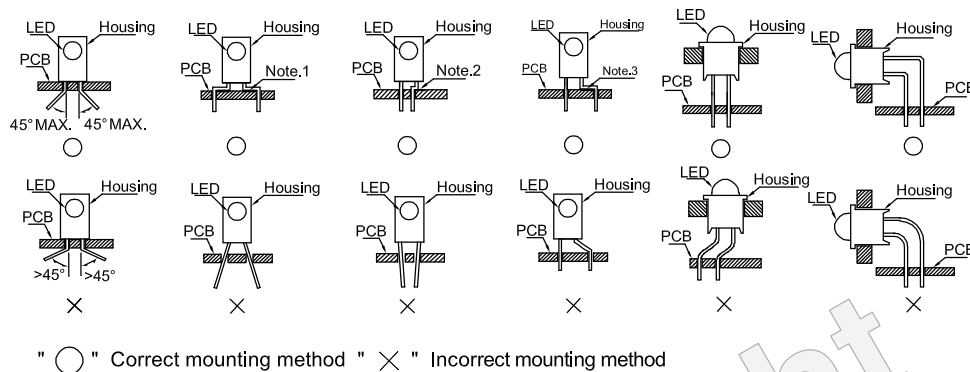 LED Housing
PCB
45° MAX. 45° MAX.
LED Housing
PCB Note.1
LED Housing
PCB Note.2
LED Housing
PCB Note.3
LED Housing
PCB
Housing
LED
PCB
LED Housing
PCB
>45° >45°
LED Housing
PCB
LED Housing
PCB
LED Housing
PCB
LED Housing
PCB
Housing
LED
PCB
" ◯ " Correct mounting method " ✕ " Incorrect mounting method